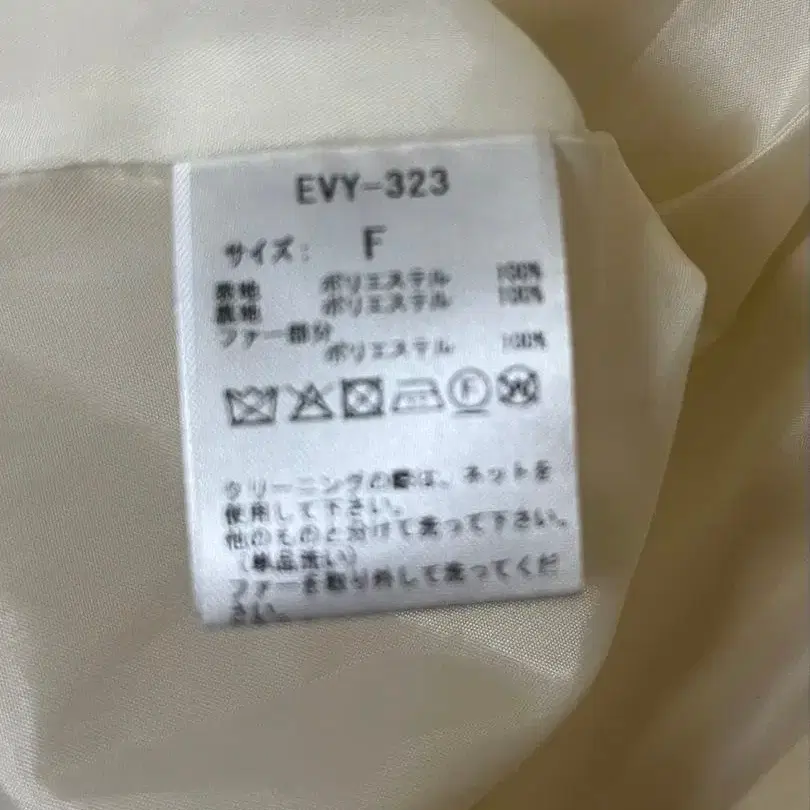 EVY-323
サイズ: F
表地 ポリエステル 100%
裏地 ポリエステル 100%
ファー部分
ポリエステル 100%
F W
クリーニングの際は、ネットを
使用して下さい。
他のものと分けて洗って下さい。
(単品洗い)
ファーを取り外して洗ってくだ
さい。